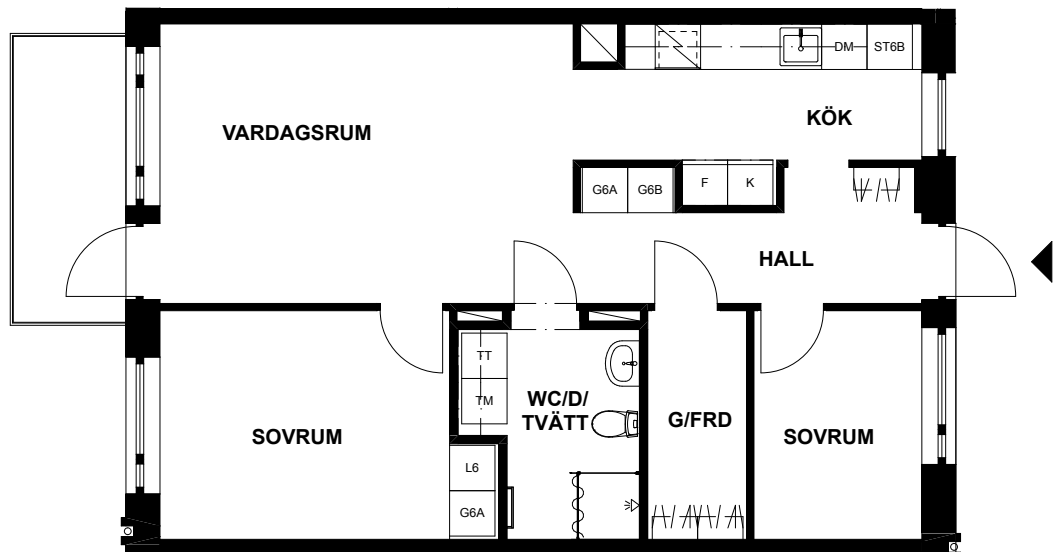 DM
ST6B
KÖK
VARDAGSRUM
G6A
G6B
F
K
HALL
TT
TM
WC/D/
TVÄTT
G/FRD
SOVRUM
SOVRUM
L6
G6A